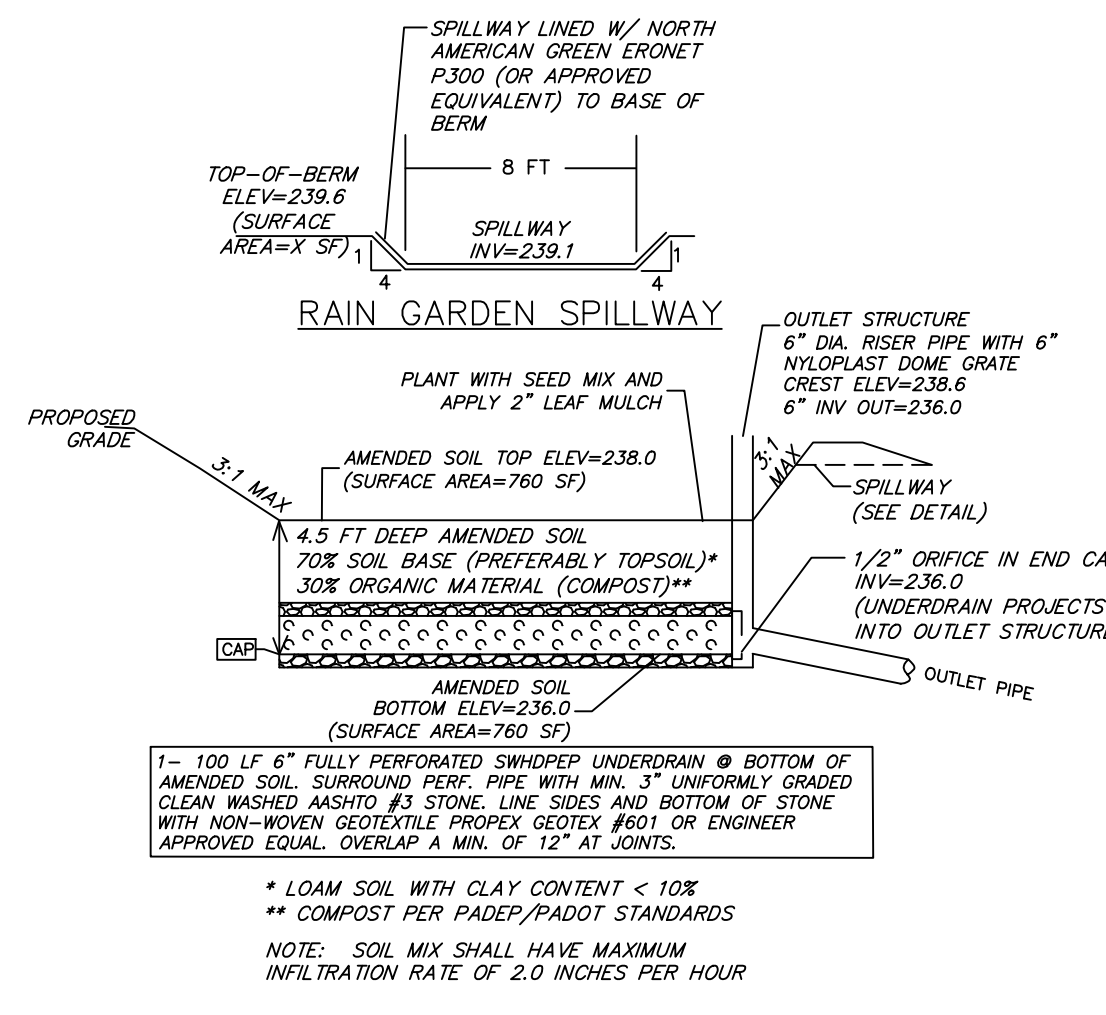 SPILLWAY LINED W/ NORTH
AMERICAN GREEN ERONET
P300 (OR APPROVED
EQUIVALENT) TO BASE OF
BERM
8 FT
TOP-OF-BERM
ELEV=239.6
(SURFACE
AREA=X SF)
SPILLWAY
INV=239.1
1
4
1
4
RAIN GARDEN SPILLWAY
OUTLET STRUCTURE
6" DIA. RISER PIPE WITH 6"
NYLOPLAST DOME GRATE
CREST ELEV=238.6
6" INV OUT=236.0
PLANT WITH SEED MIX AND
APPLY 2" LEAF MULCH
PROPOSED
GRADE
3:1 MAX
AMENDED SOIL TOP ELEV=238.0
(SURFACE AREA=760 SF)
3:1
MAX
SPILLWAY
(SEE DETAIL)
4.5 FT DEEP AMENDED SOIL
70% SOIL BASE (PREFERABLY TOPSOIL)*
30% ORGANIC MATERIAL (COMPOST)**
1/2" ORIFICE IN END CA
INV=236.0
(UNDERDRAIN PROJECTS
INTO OUTLET STRUCTURE
CAP
OUTLET PIPE
AMENDED SOIL
BOTTOM ELEV=236.0
(SURFACE AREA=760 SF)
1- 100 LF 6" FULLY PERFORATED SWHDPEP UNDERDRAIN @ BOTTOM OF
AMENDED SOIL. SURROUND PERF. PIPE WITH MIN. 3" UNIFORMLY GRADED
CLEAN WASHED AASHTO #3 STONE. LINE SIDES AND BOTTOM OF STONE
WITH NON-WOVEN GEOTEXTILE PROPEX GEOTEX #601 OR ENGINEER
APPROVED EQUAL. OVERLAP A MIN. OF 12" AT JOINTS.
* LOAM SOIL WITH CLAY CONTENT < 10%
** COMPOST PER PADEP/PADOT STANDARDS
NOTE: SOIL MIX SHALL HAVE MAXIMUM
INFILTRATION RATE OF 2.0 INCHES PER HOUR